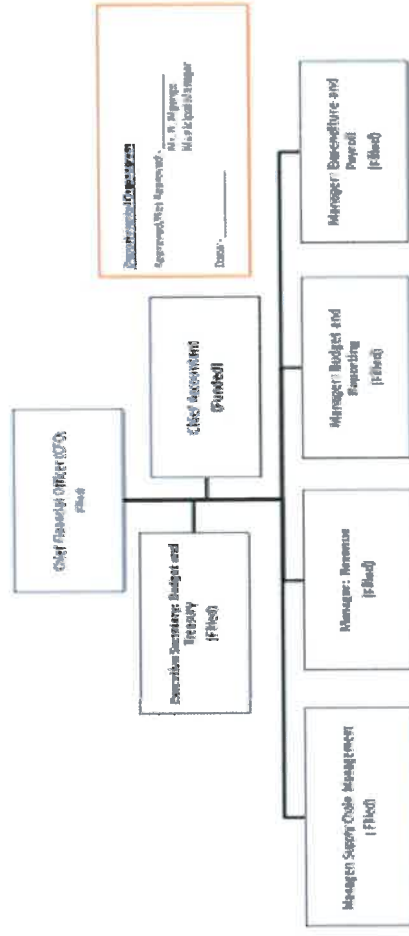 Chief Financial Officer (CFO)
Filled
Departmental Organogram
Approved/Not Approved:
Municipal Manager
Date:
Executive Secretary: Budget and
Treasury
(Filled)
Chief Accountant
(Funded)
Manager: Supply Chain Management
(Filled)
Manager: Revenue
(Filled)
Manager: Budget and
Reporting
(Filled)
Manager: Expenditure and
Payroll
(Filled)